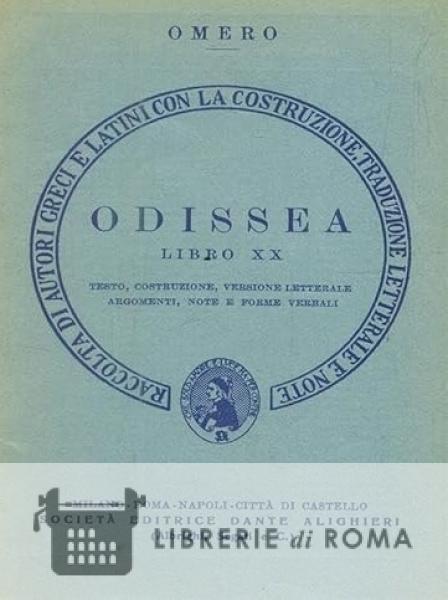 OMERO
RACCOLTA DI AUTORI GRECI E LATINI CON LA COSTRUZIONE, TRADUZIONE LETTERALE E NOTE
ODISSEA
LIBRO XX
TESTO, COSTRUZIONE, VERSIONE LETTERALE
ARGOMENTI, NOTE E FORME VERBALI
MILANO-ROMA-NAPOLI-CITTÀ DI CASTELLO
SOCIETÀ EDITRICE DANTE ALIGHIERI
LIBRERIE di ROMA